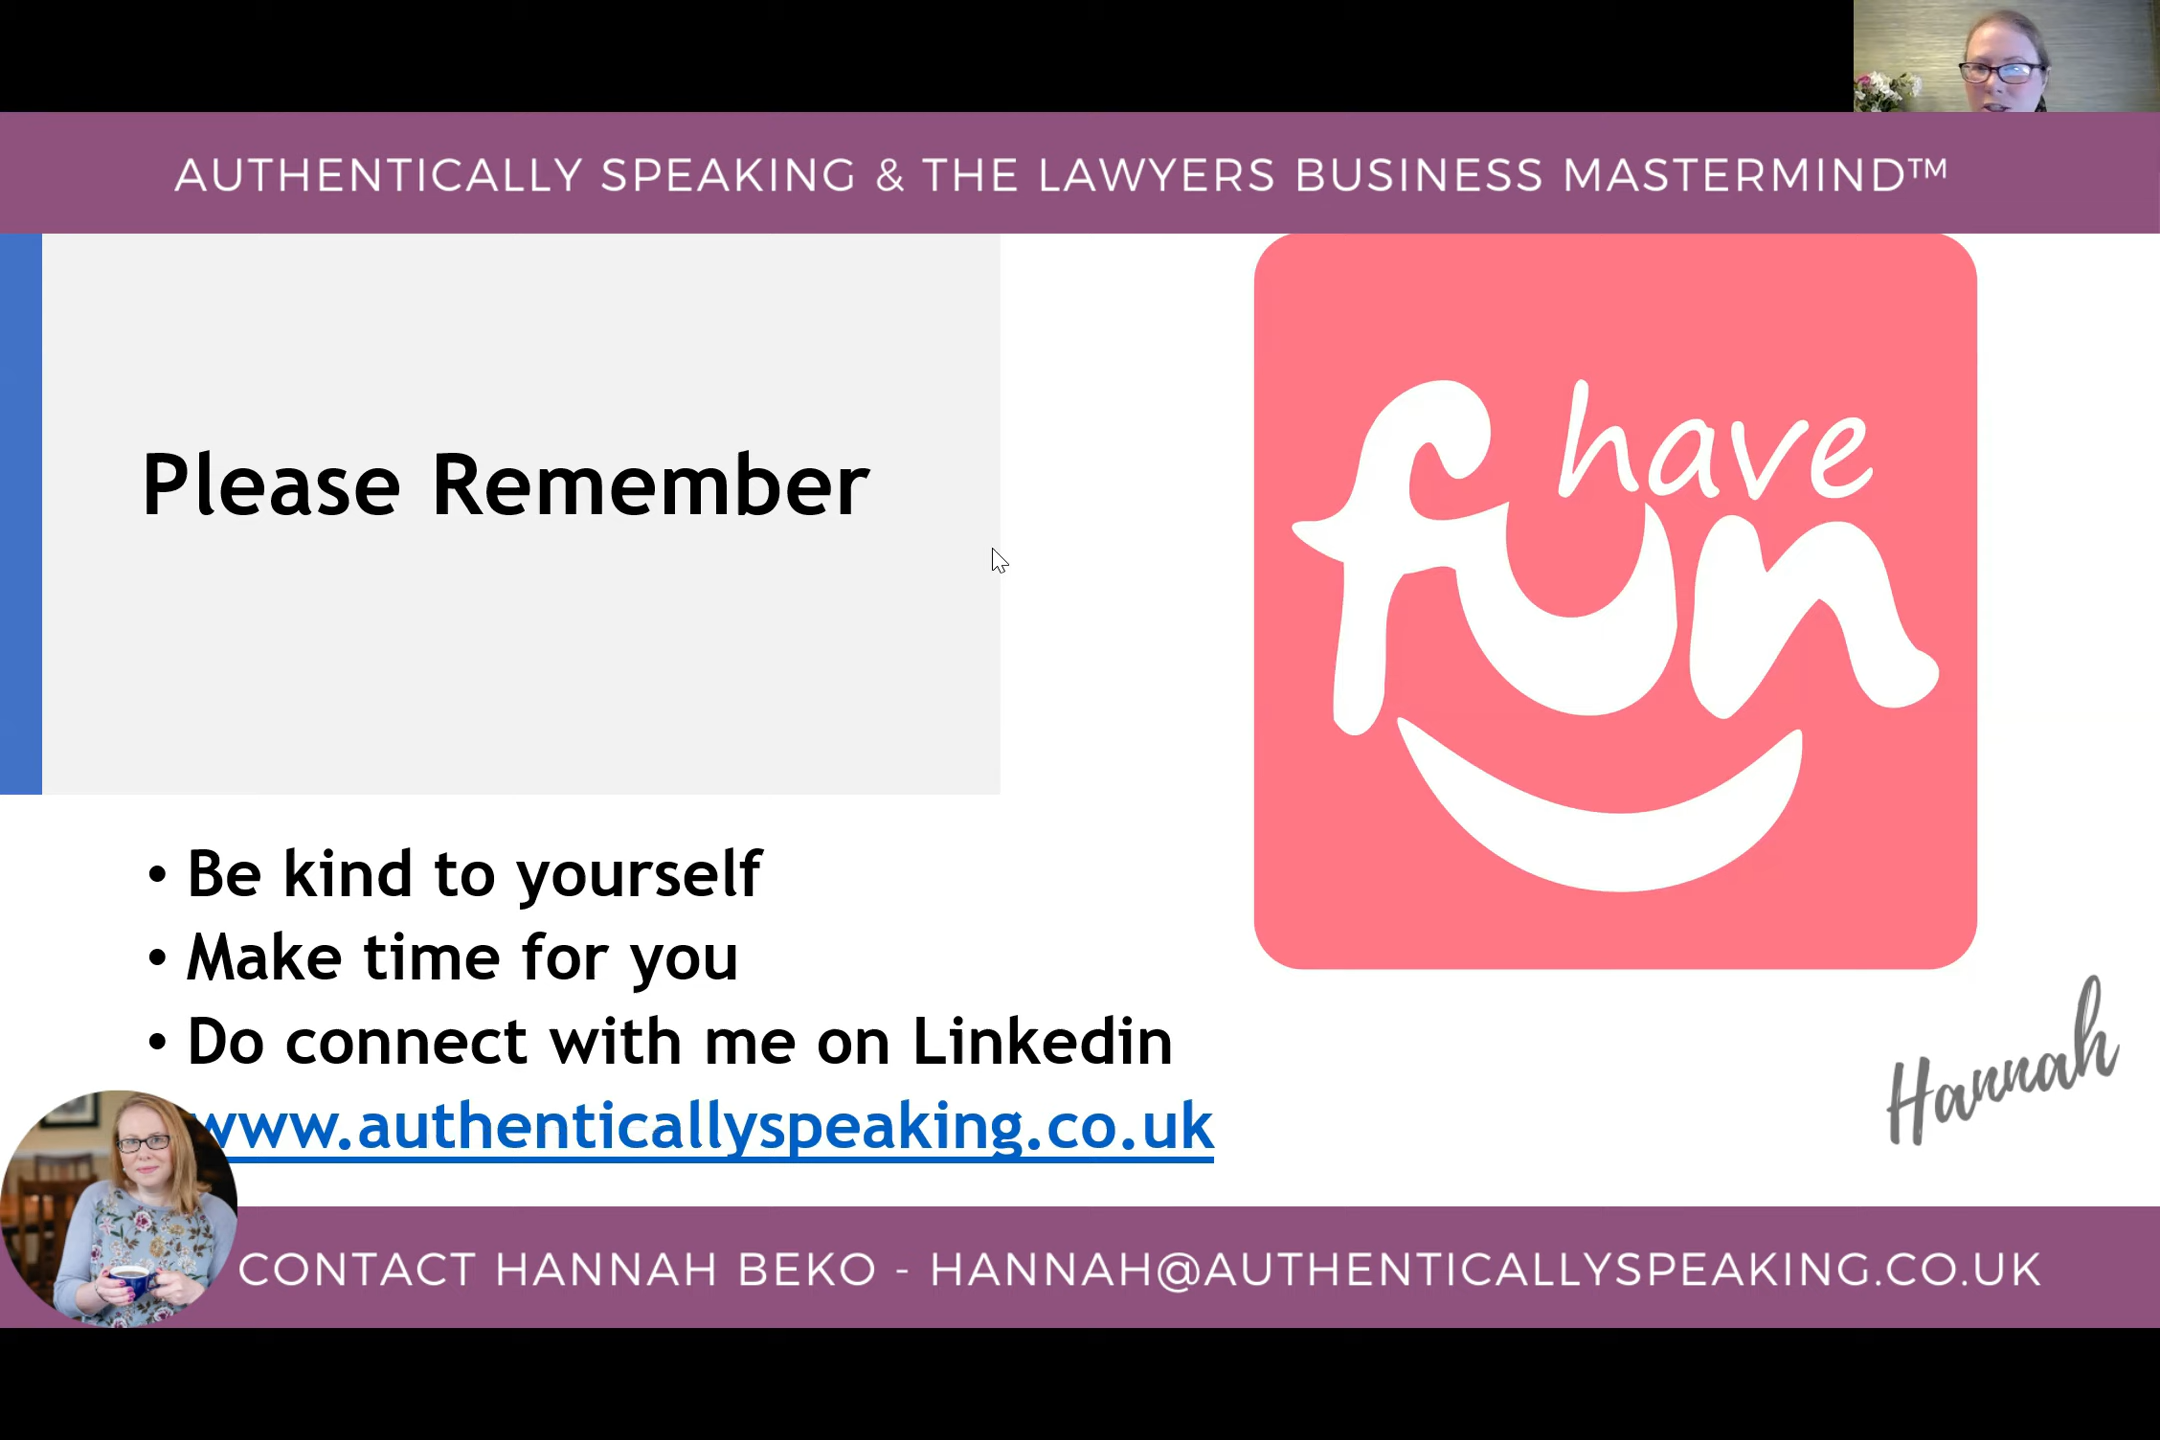 AUTHENTICALLY SPEAKING & THE LAWYERS BUSINESS MASTERMIND™
Please Remember
have
fun
• Be kind to yourself
• Make time for you
• Do connect with me on Linkedin
www.authenticallyspeaking.co.uk
Hannah
CONTACT HANNAH BEKO - HANNAH@AUTHENTICALLYSPEAKING.CO.UK